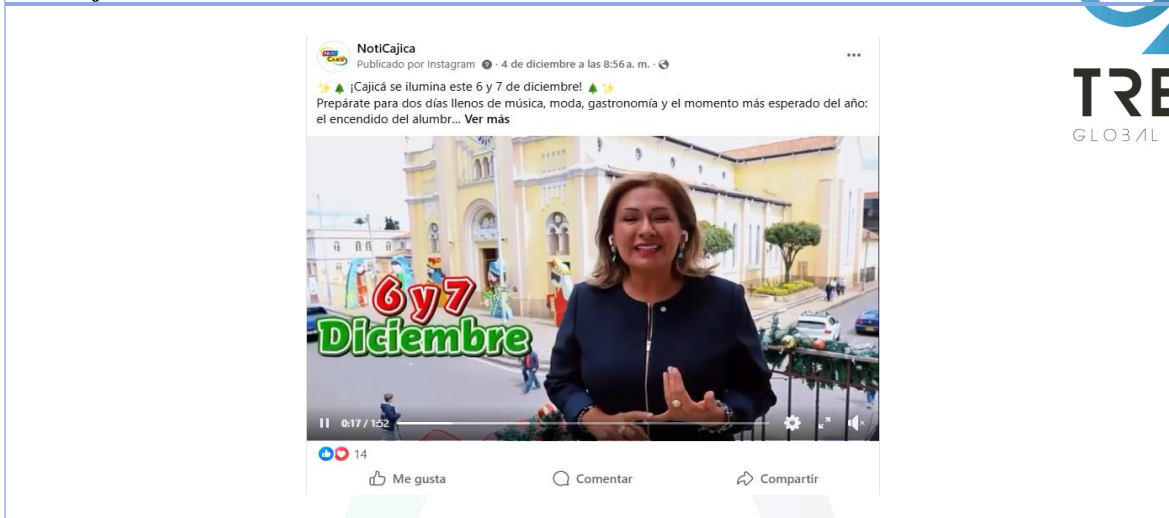 NotiCajica
Publicado por Instagram · 4 de diciembre a las 8:56 a. m. ·
✨🌲 ¡Cajicá se ilumina este 6 y 7 de diciembre! 🌲✨
Prepárate para dos días llenos de música, moda, gastronomía y el momento más esperado del año:
el encendido del alumbr... Ver más
6 y 7
Diciembre
0:17 / 1:52
14
Me gusta
Comentar
Compartir
GLOBAL